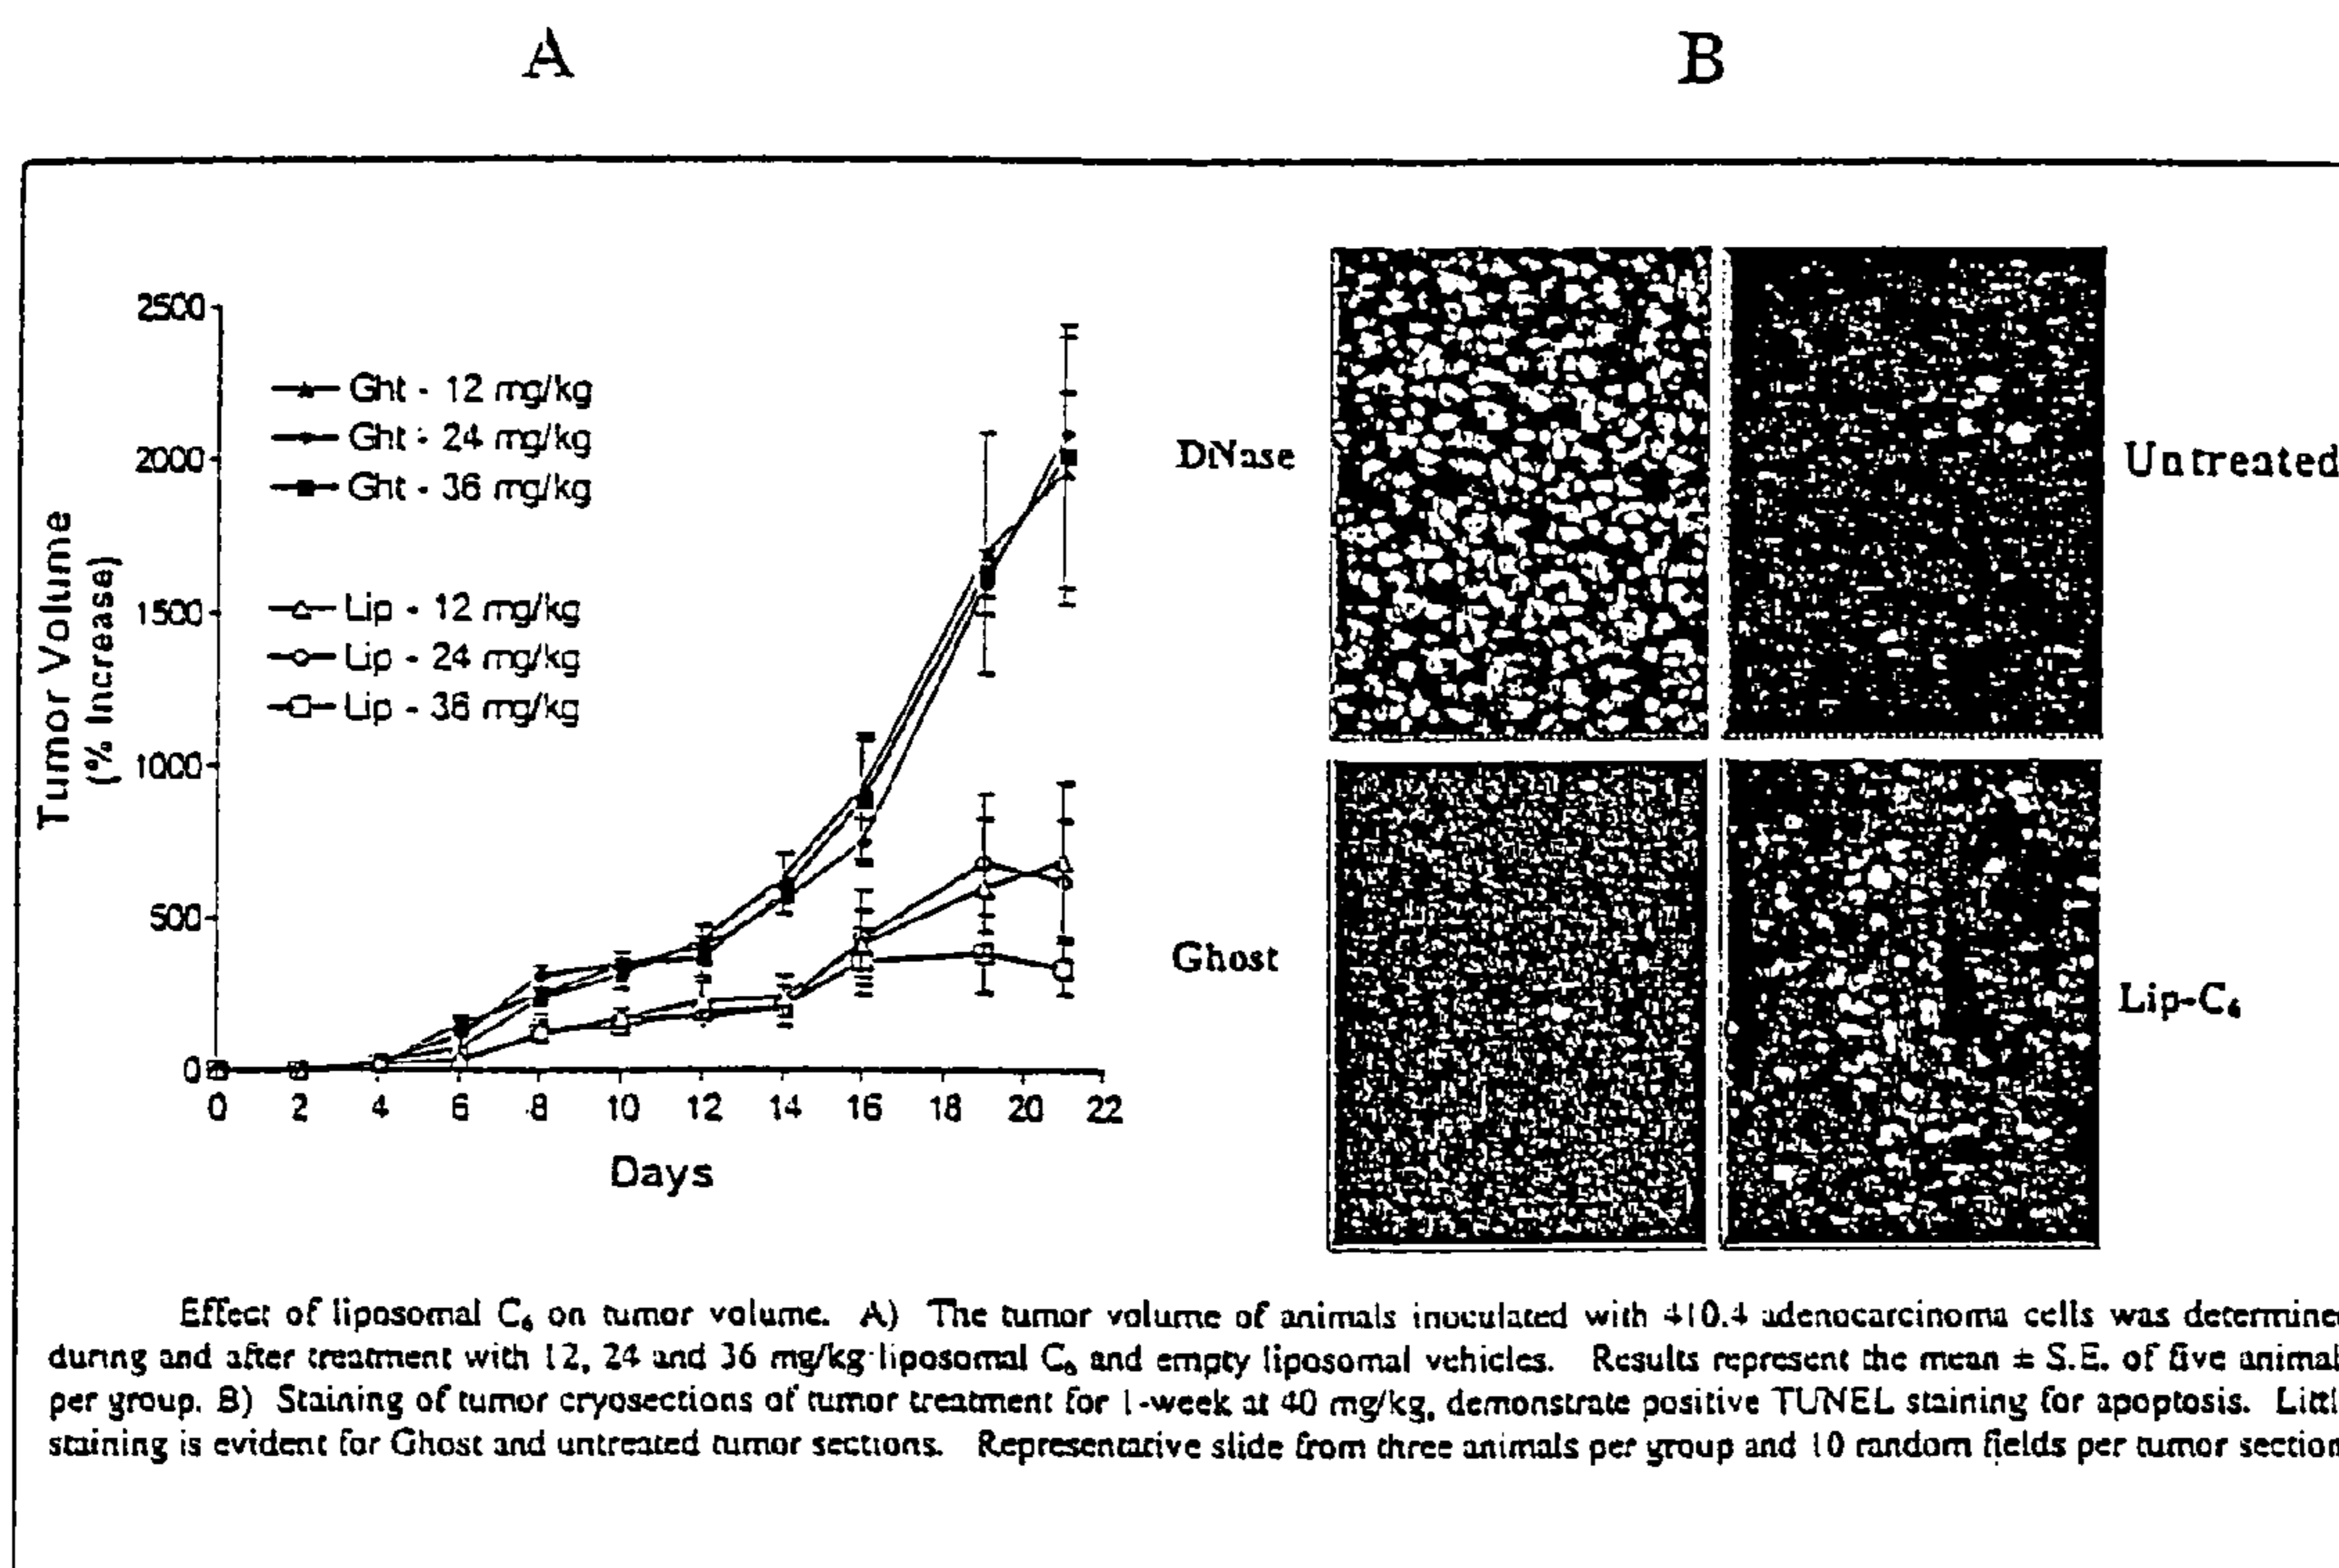 A
B
2500
2000
1500
1000
500
0
Tumor Volume
(% Increase)
Ght - 12 mg/kg
Ght - 24 mg/kg
Ght - 36 mg/kg
Lip - 12 mg/kg
Lip - 24 mg/kg
Lip - 36 mg/kg
0 2 4 6 8 10 12 14 16 18 20 22
Days
DNase
Untreated
Ghost
Lip-C₆
Effect of liposomal C₆ on tumor volume. A) The tumor volume of animals inoculated with 410.4 adenocarcinoma cells was determine
during and after treatment with 12, 24 and 36 mg/kg liposomal C₆ and empty liposomal vehicles. Results represent the mean ± S.E. of five animal
per group. B) Staining of tumor cryosections of tumor treatment for 1-week at 40 mg/kg, demonstrate positive TUNEL staining for apoptosis. Littl
staining is evident for Ghost and untreated tumor sections. Representative slide from three animals per group and 10 random fields per tumor section